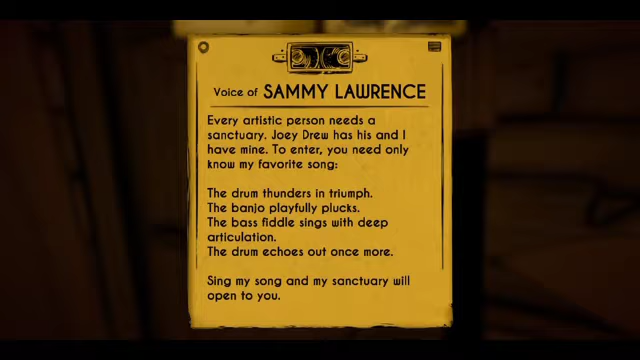 Voice of SAMMY LAWRENCE
Every artistic person needs a
sanctuary. Joey Drew has his and I
have mine. To enter, you need only
know my favorite song:
The drum thunders in triumph.
The banjo playfully plucks.
The bass fiddle sings with deep
articulation.
The drum echoes out once more.
Sing my song and my sanctuary will
open to you.